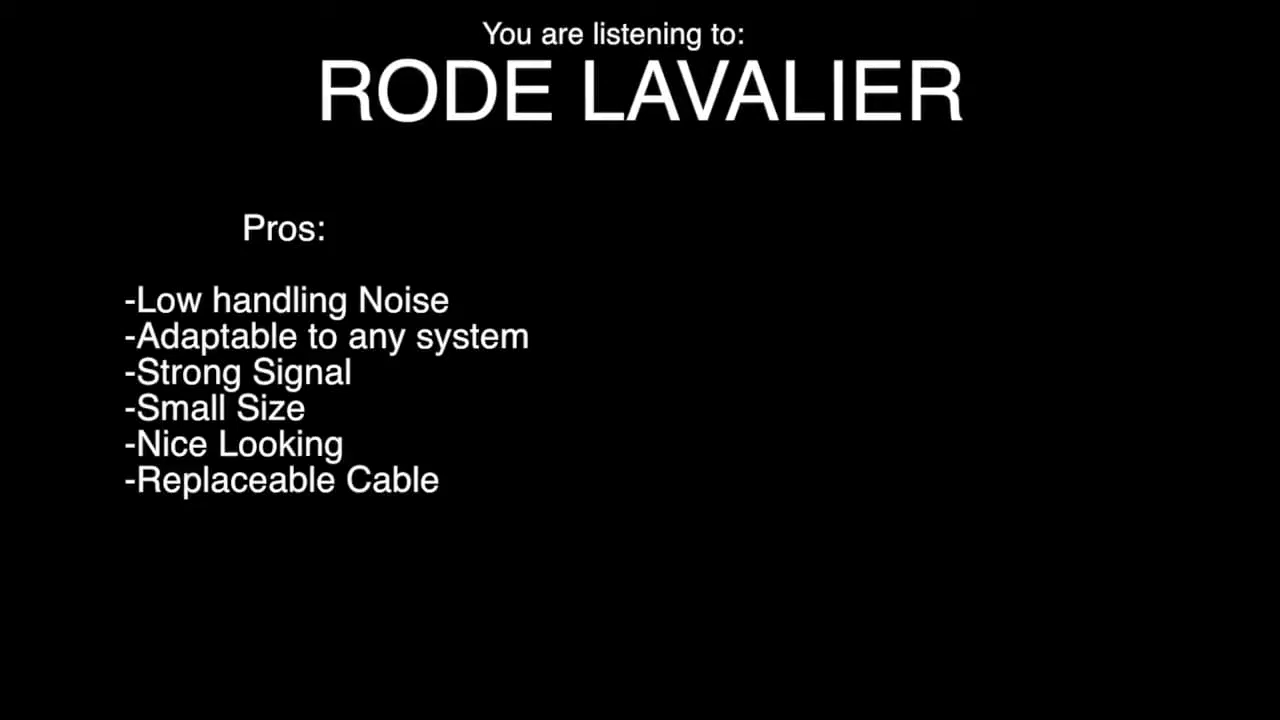 You are listening to:
RODE LAVALIER
Pros:
-Low handling Noise
-Adaptable to any system
-Strong Signal
-Small Size
-Nice Looking
-Replaceable Cable